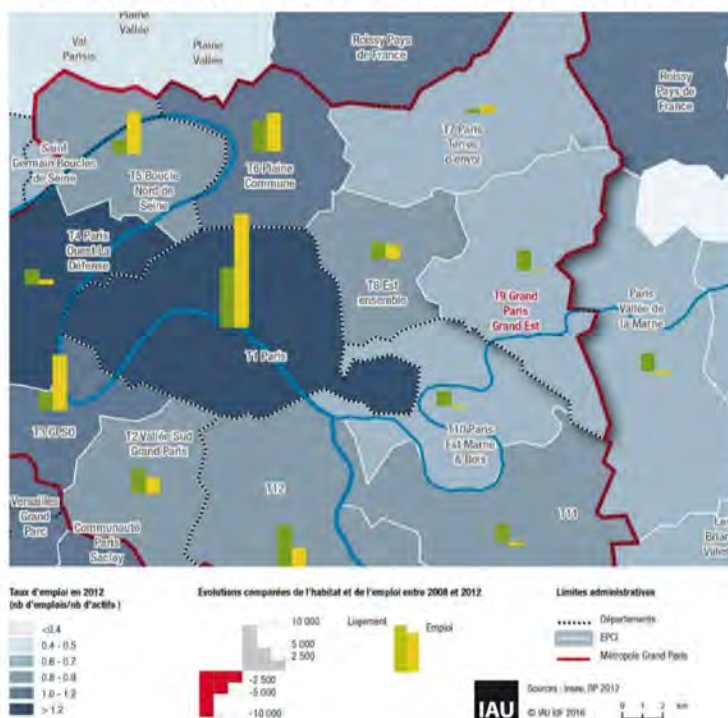 Plaine
Vallée
Val
Parisis
Plaine
Vallée
Roissy Pays
de France
Roissy
Pays de
France
Saint
Germain Boucles
de Seine
T5 Boucle
Nord de
Seine
T6 Plaine
Commune
T7 Paris
Terres
d'envol
T4 Paris
Ouest La
Défense
T8 Est
ensemble
T9 Grand
Paris
Grand Est
Paris
Vallée de
la Marne
T1 Paris
T3 GPSO
T2 Vallée Sud
Grand Paris
T10 Paris
Est Marne
& Bois
T12
T11
Versailles
Grand
Parc
Communauté
Paris
Saclay
Les
Briar
Villes
Taux d'emploi en 2012
(nb d'emplois/nb d'actifs )
<0.4
0.4 - 0.5
0.6 - 0.7
0.8 - 0.9
1.0 - 1.2
> 1.2
Evolutions comparées de l'habitat et de l'emploi entre 2008 et 2012
10 000
5 000
2 500
-2 500
-5 000
-10 000
Logement
Emploi
Limites administratives
Départements
EPCI
Métropole Grand Paris
IAU
Sources : Insee, RP 2012
© IAU IdF 2016
0 1 2 km